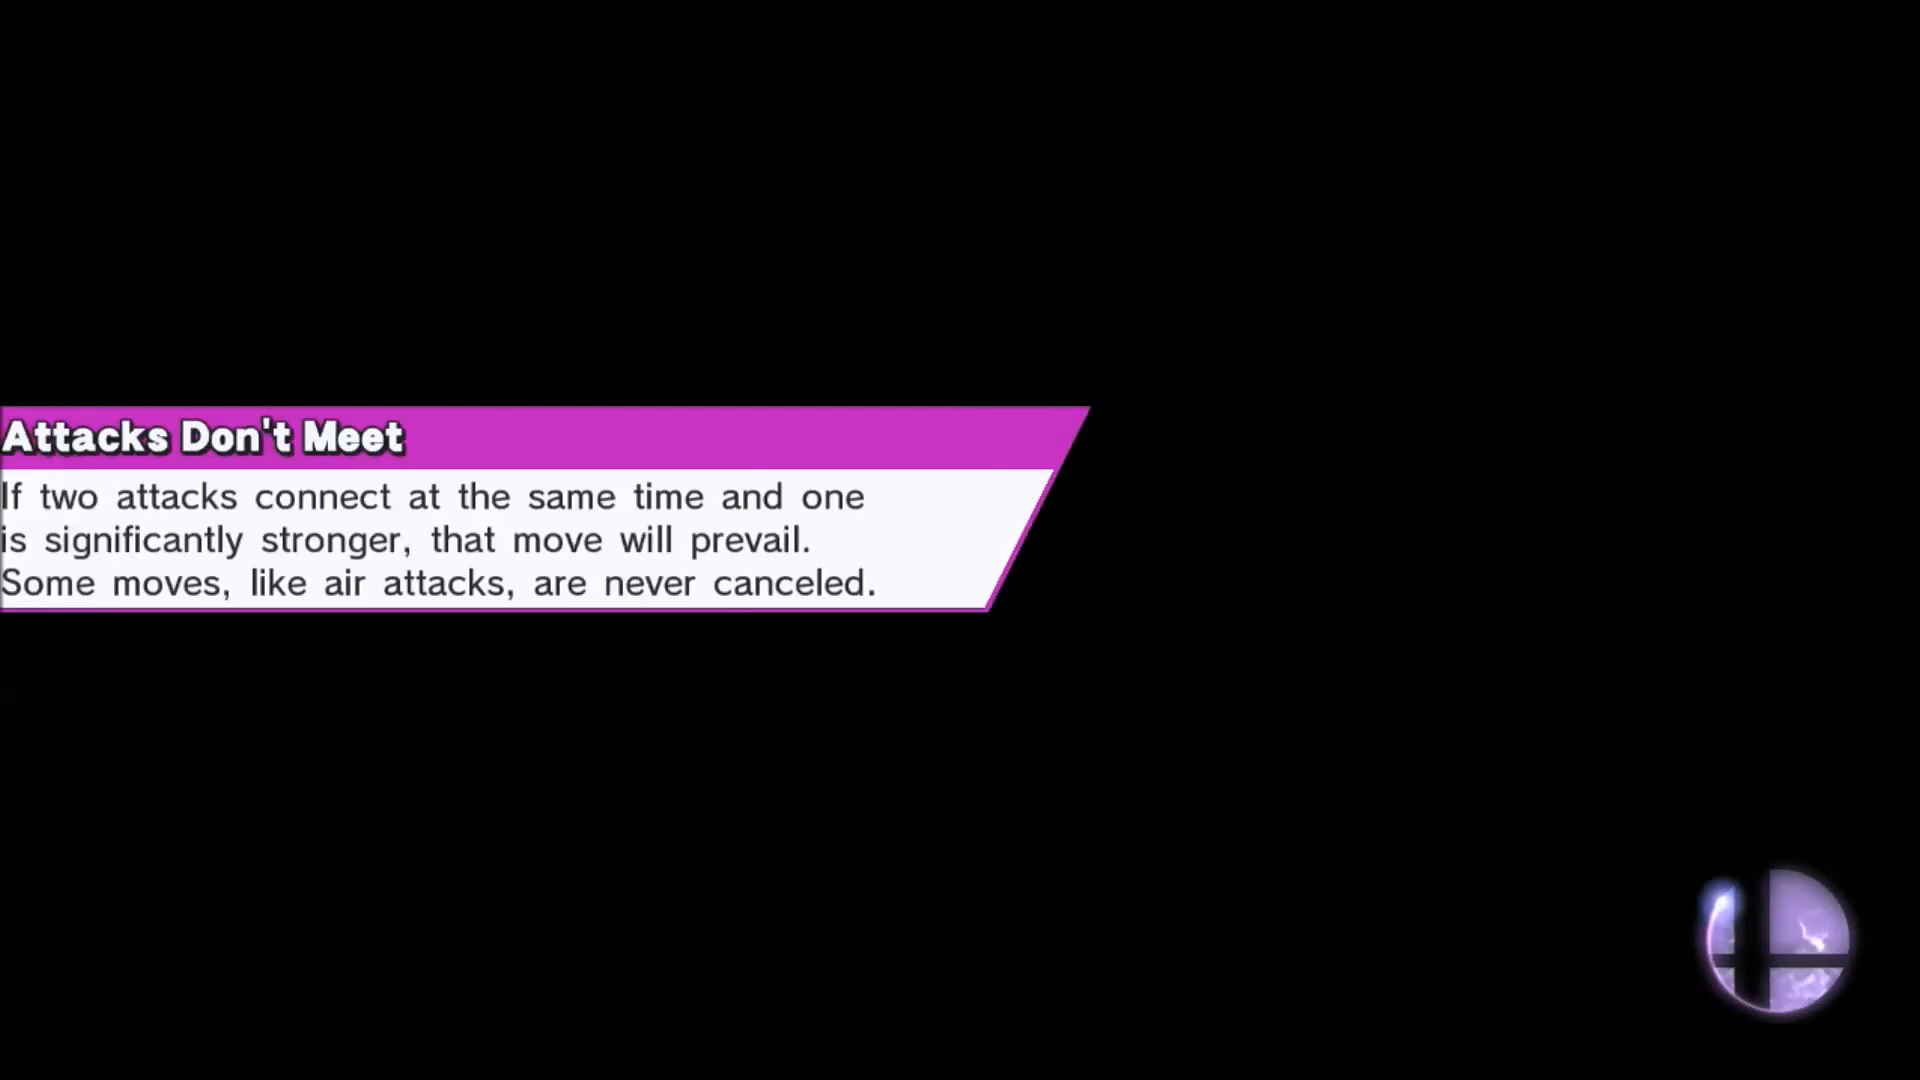 Attacks Don't Meet
If two attacks connect at the same time and one
is significantly stronger, that move will prevail.
Some moves, like air attacks, are never canceled.